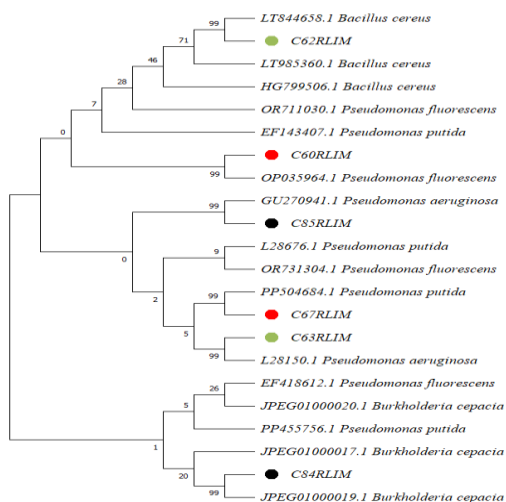 LT844658.1 Bacillus cereus
99
C62RLIM
71
LT985360.1 Bacillus cereus
46
HG799506.1 Bacillus cereus
28
OR711030.1 Pseudomonas fluorescens
7
EF143407.1 Pseudomonas putida
0
C60RLIM
99
OP035964.1 Pseudomonas fluorescens
GU270941.1 Pseudomonas aeruginosa
99
C85RLIM
0
L28676.1 Pseudomonas putida
9
OR731304.1 Pseudomonas fluorescens
2
PP504684.1 Pseudomonas putida
99
C67RLIM
5
C63RLIM
99
L28150.1 Pseudomonas aeruginosa
EF418612.1 Pseudomonas fluorescens
26
JPEG01000020.1 Burkholderia cepacia
5
PP455756.1 Pseudomonas putida
1
JPEG01000017.1 Burkholderia cepacia
20
C84RLIM
99
JPEG01000019.1 Burkholderia cepacia